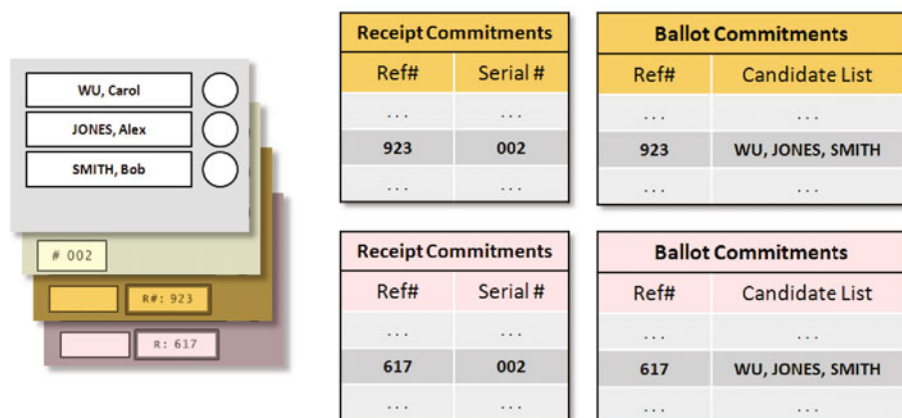 WU, Carol
JONES, Alex
SMITH, Bob
# 002
R#: 923
R: 617
Receipt Commitments
Ref# Serial #
... ...
923 002
... ...
Ballot Commitments
Ref# Candidate List
... ...
923 WU, JONES, SMITH
... ...
Receipt Commitments
Ref# Serial #
... ...
617 002
... ...
Ballot Commitments
Ref# Candidate List
... ...
617 WU, JONES, SMITH
... ...